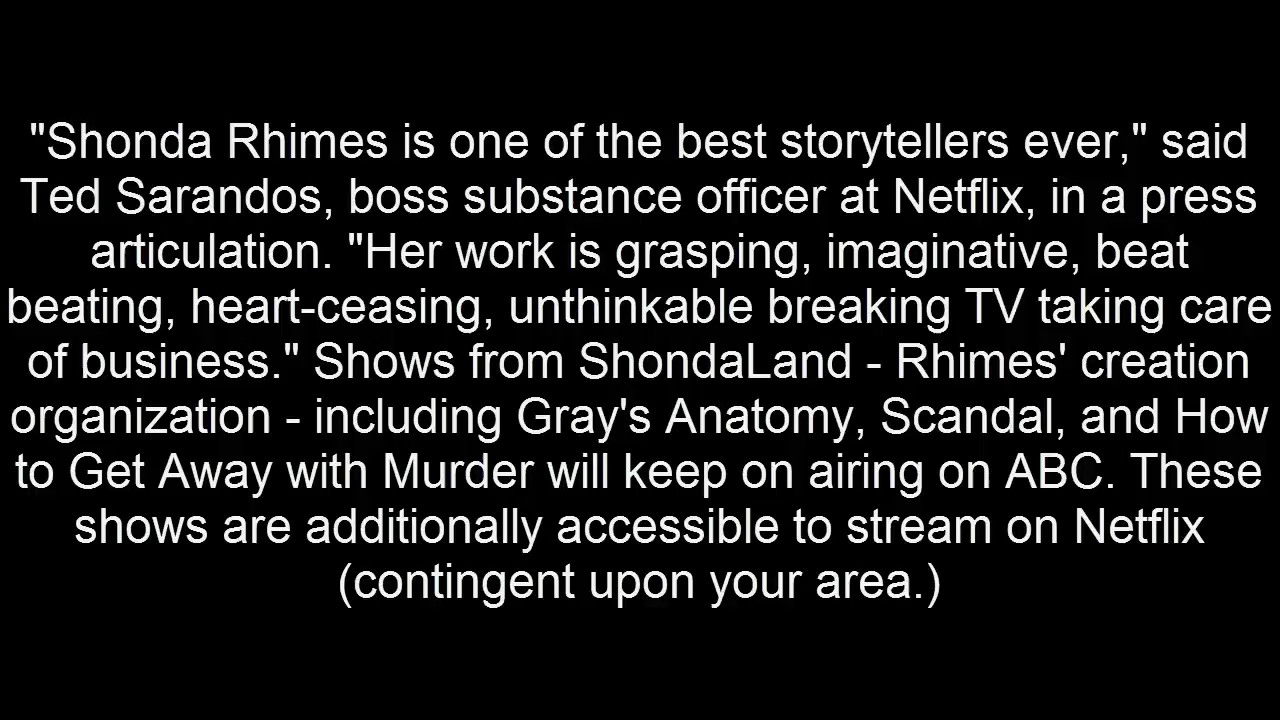 "Shonda Rhimes is one of the best storytellers ever," said
Ted Sarandos, boss substance officer at Netflix, in a press
articulation. "Her work is grasping, imaginative, beat
beating, heart-ceasing, unthinkable breaking TV taking care
of business." Shows from ShondaLand - Rhimes' creation
organization - including Gray's Anatomy, Scandal, and How
to Get Away with Murder will keep on airing on ABC. These
shows are additionally accessible to stream on Netflix
(contingent upon your area.)